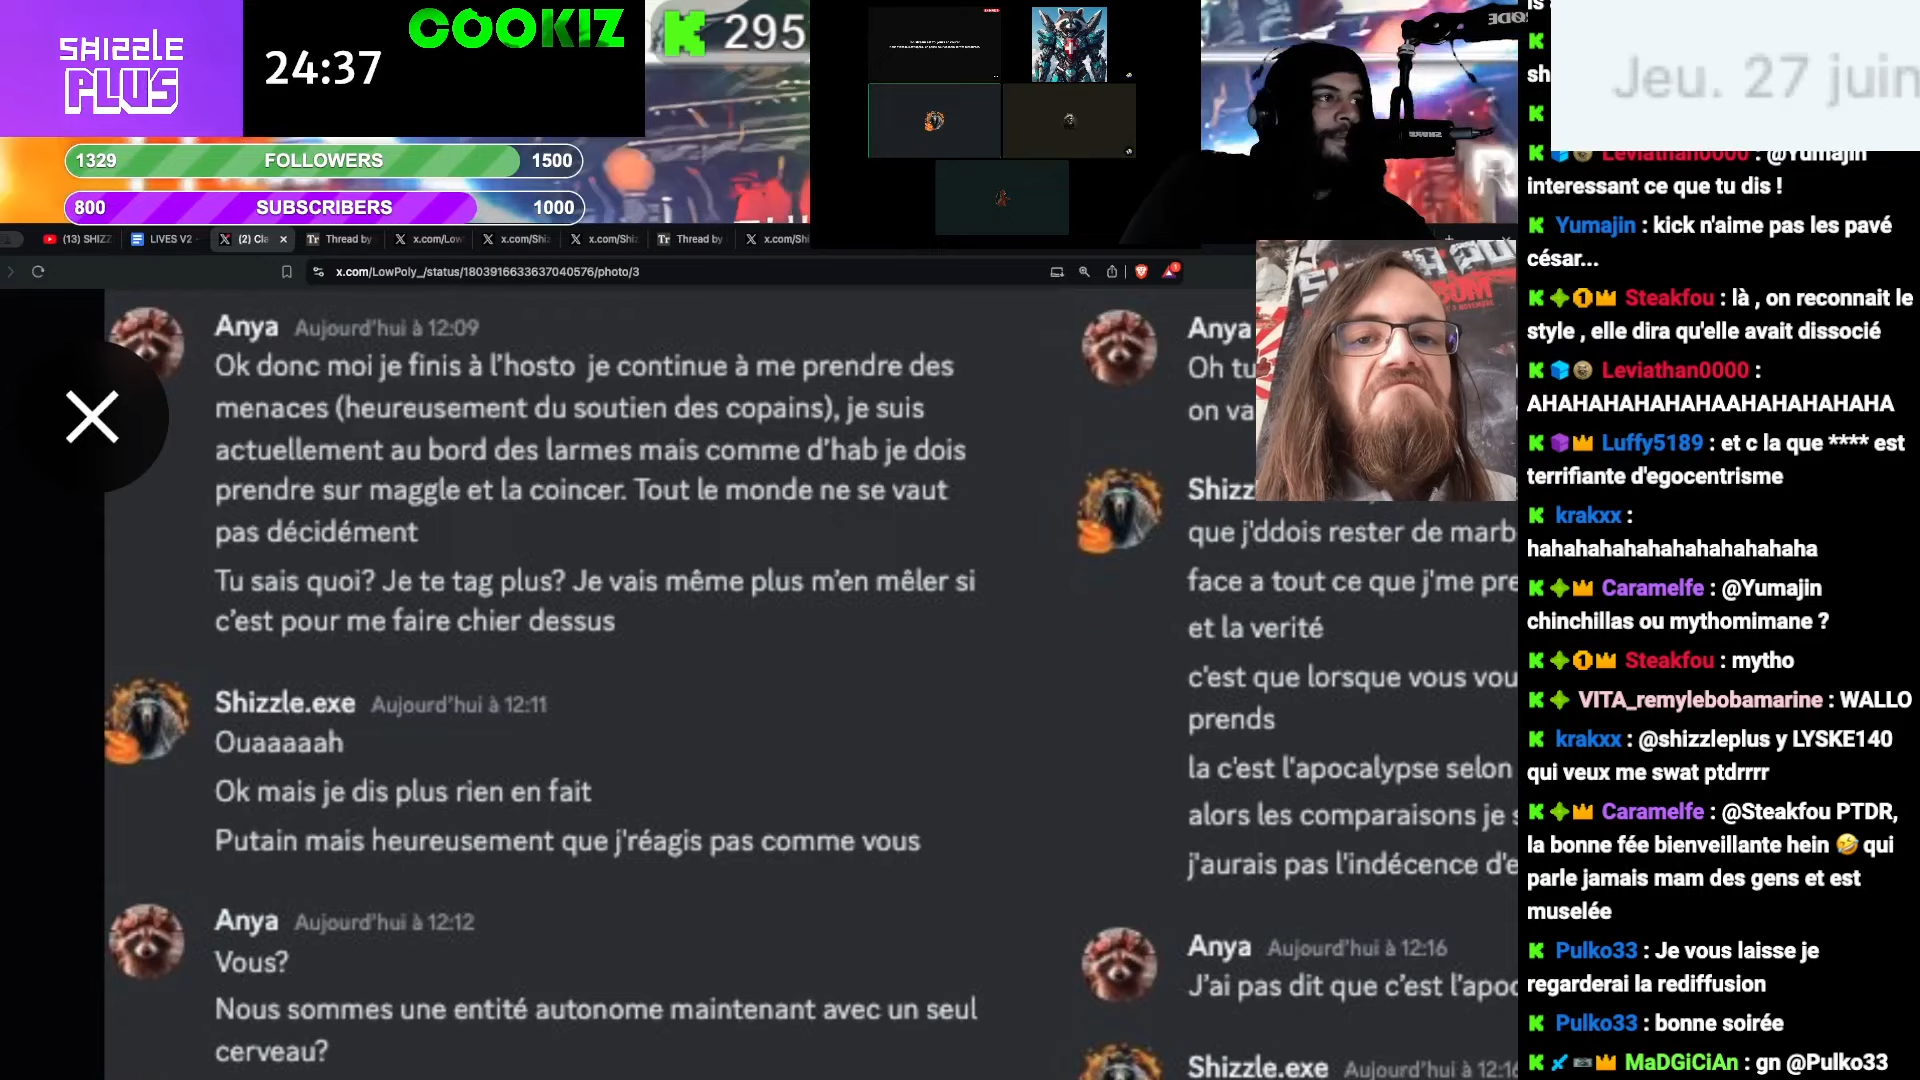 SHIZZLE
PLUS
24:37
COOKIZ
295
1329 FOLLOWERS 1500
800 SUBSCRIBERS 1000
(13) SHIZZ
LIVES V2 -
(2) Cla
Thread by
x.com/Low
x.com/Shiz
x.com/Shiz
Thread by
x.com/Shi
x.com/LowPoly_/status/1803916633637040576/photo/3
Anya Aujourd'hui à 12:09
Ok donc moi je finis à l'hosto je continue à me prendre des
menaces (heureusement du soutien des copains), je suis
actuellement au bord des larmes mais comme d'hab je dois
prendre sur maggle et la coincer. Tout le monde ne se vaut
pas décidément
Tu sais quoi? Je te tag plus? Je vais même plus m'en mêler si
c'est pour me faire chier dessus
Shizzle.exe Aujourd'hui à 12:11
Ouaaaaah
Ok mais je dis plus rien en fait
Putain mais heureusement que j'réagis pas comme vous
Anya Aujourd'hui à 12:12
Vous?
Nous sommes une entité autonome maintenant avec un seul
cerveau?
Anya
Oh tu
on va
Shizz
que j'ddois rester de marb
face a tout ce que j'me pre
et la verité
c'est que lorsque vous vou
prends
la c'est l'apocalypse selon
alors les comparaisons je s
j'aurais pas l'indécence d'e
Anya Aujourd'hui à 12:16
J'ai pas dit que c'est l'apoc
Shizzle.exe Aujourd'hui à 12:16
Jeu. 27 juin
sh
Leviathan0000 : @Yumajin
interessant ce que tu dis !
Yumajin : kick n'aime pas les pavé
césar...
Steakfou : là , on reconnait le
style , elle dira qu'elle avait dissocié
Leviathan0000 :
AHAHAHAHAHAHAAHAHAHAHAHA
Luffy5189 : et c la que **** est
terrifiante d'egocentrisme
krakxx :
hahahahahahahahahahaha
Caramelfe : @Yumajin
chinchillas ou mythomimane ?
Steakfou : mytho
VITA_remylebobamarine : WALLO
krakxx : @shizzleplus y LYSKE140
qui veux me swat ptdrrrr
Caramelfe : @Steakfou PTDR,
la bonne fée bienveillante hein 🤣 qui
parle jamais mam des gens et est
muselée
Pulko33 : Je vous laisse je
regarderai la rediffusion
Pulko33 : bonne soirée
MaDGiCiAn : gn @Pulko33